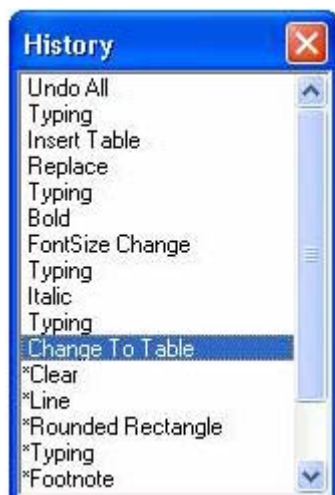 History
Undo All
Typing
Insert Table
Replace
Typing
Bold
FontSize Change
Typing
Italic
Typing
Change To Table
*Clear
*Line
*Rounded Rectangle
*Typing
*Footnote